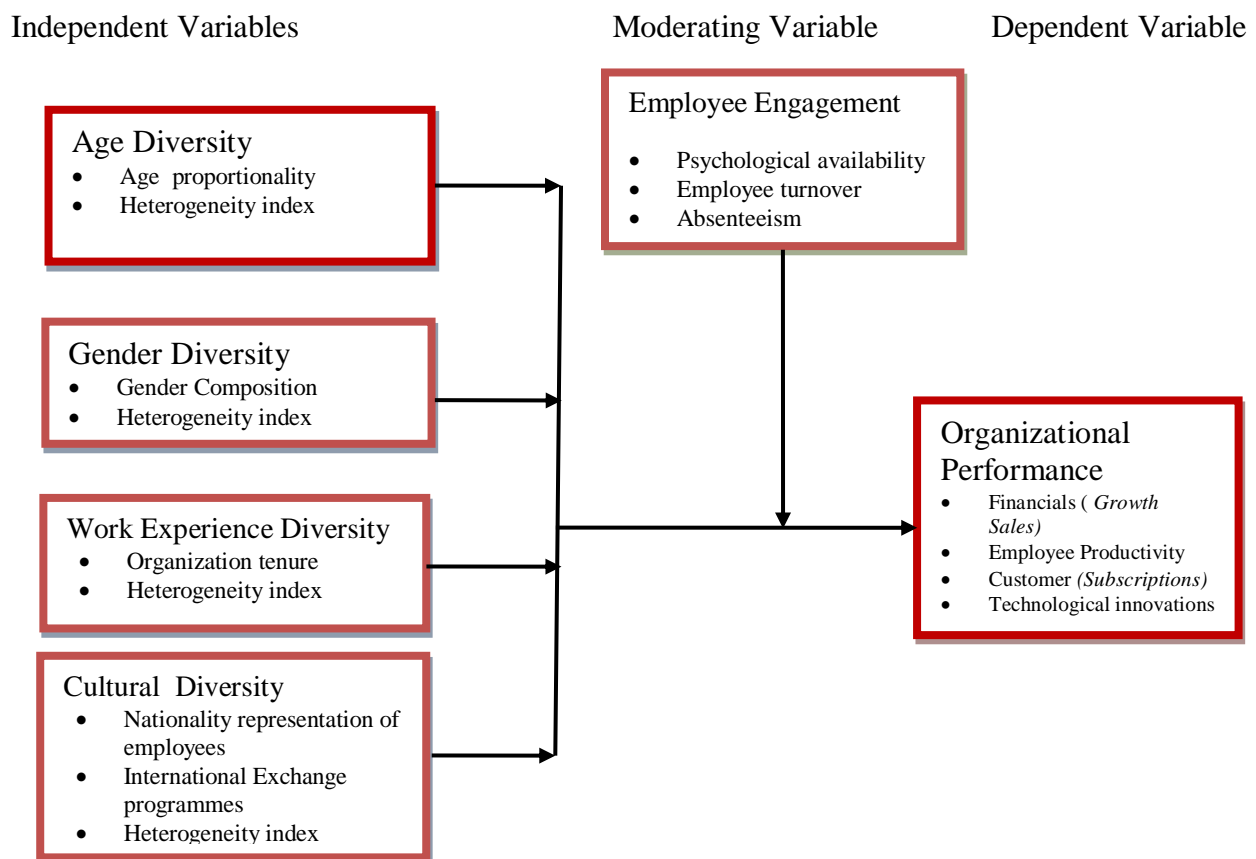 Independent Variables
Moderating Variable
Dependent Variable
Age Diversity
• Age proportionality
• Heterogeneity index
Gender Diversity
• Gender Composition
• Heterogeneity index
Work Experience Diversity
• Organization tenure
• Heterogeneity index
Cultural Diversity
• Nationality representation of
employees
• International Exchange
programmes
• Heterogeneity index
Employee Engagement
• Psychological availability
• Employee turnover
• Absenteeism
Organizational
Performance
• Financials ( Growth
Sales)
• Employee Productivity
• Customer (Subscriptions)
• Technological innovations